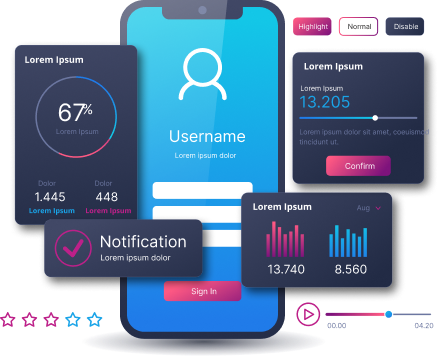 Highlight
Normal
Disable
Lorem Ipsum
67%
Lorem Ipsum
Dolor
Dolor
1.445
448
Lorem Ipsum
Lorem Ipsum
Username
Lorem ipsum dolor
Lorem Ipsum
Lorem Ipsum
13.205
Lorem ipsum dolor sit amet, coeuismod
tincidunt ut.
Confirm
Notification
Lorem ipsum dolor
Sign In
Lorem Ipsum
Aug
13.740
8.560
00.00
04.20